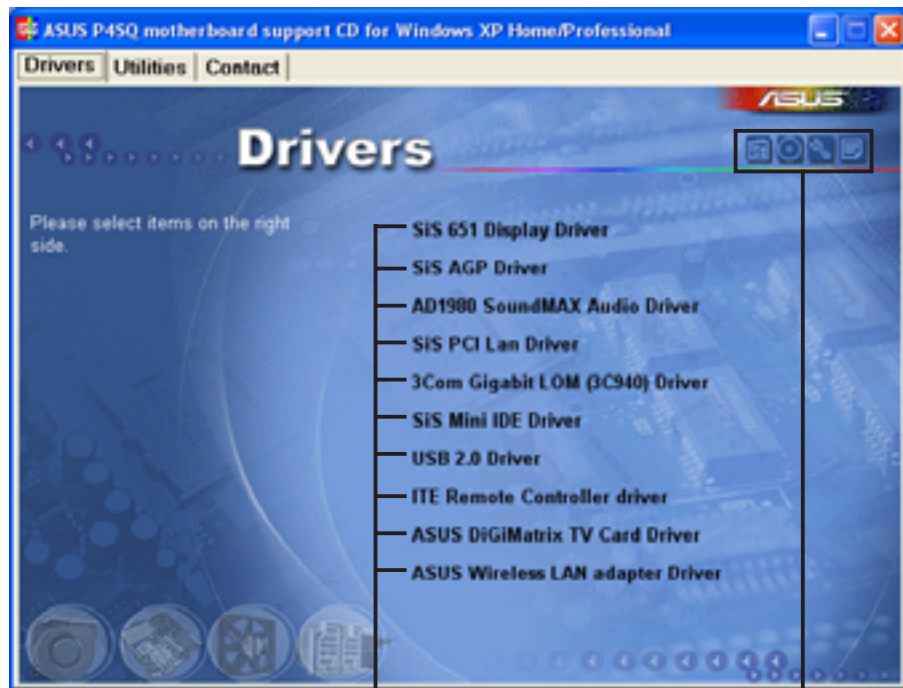 ASUS P4SQ motherboard support CD for Windows XP Home/Professional
Drivers Utilities Contact
ASUS
Drivers
Please select items on the right
side.
SiS 651 Display Driver
SiS AGP Driver
AD1980 SoundMAX Audio Driver
SiS PCI Lan Driver
3Com Gigabit LOM (3C940) Driver
SiS Mini IDE Driver
USB 2.0 Driver
ITE Remote Controller driver
ASUS DiGiMatrix TV Card Driver
ASUS Wireless LAN adapter Driver